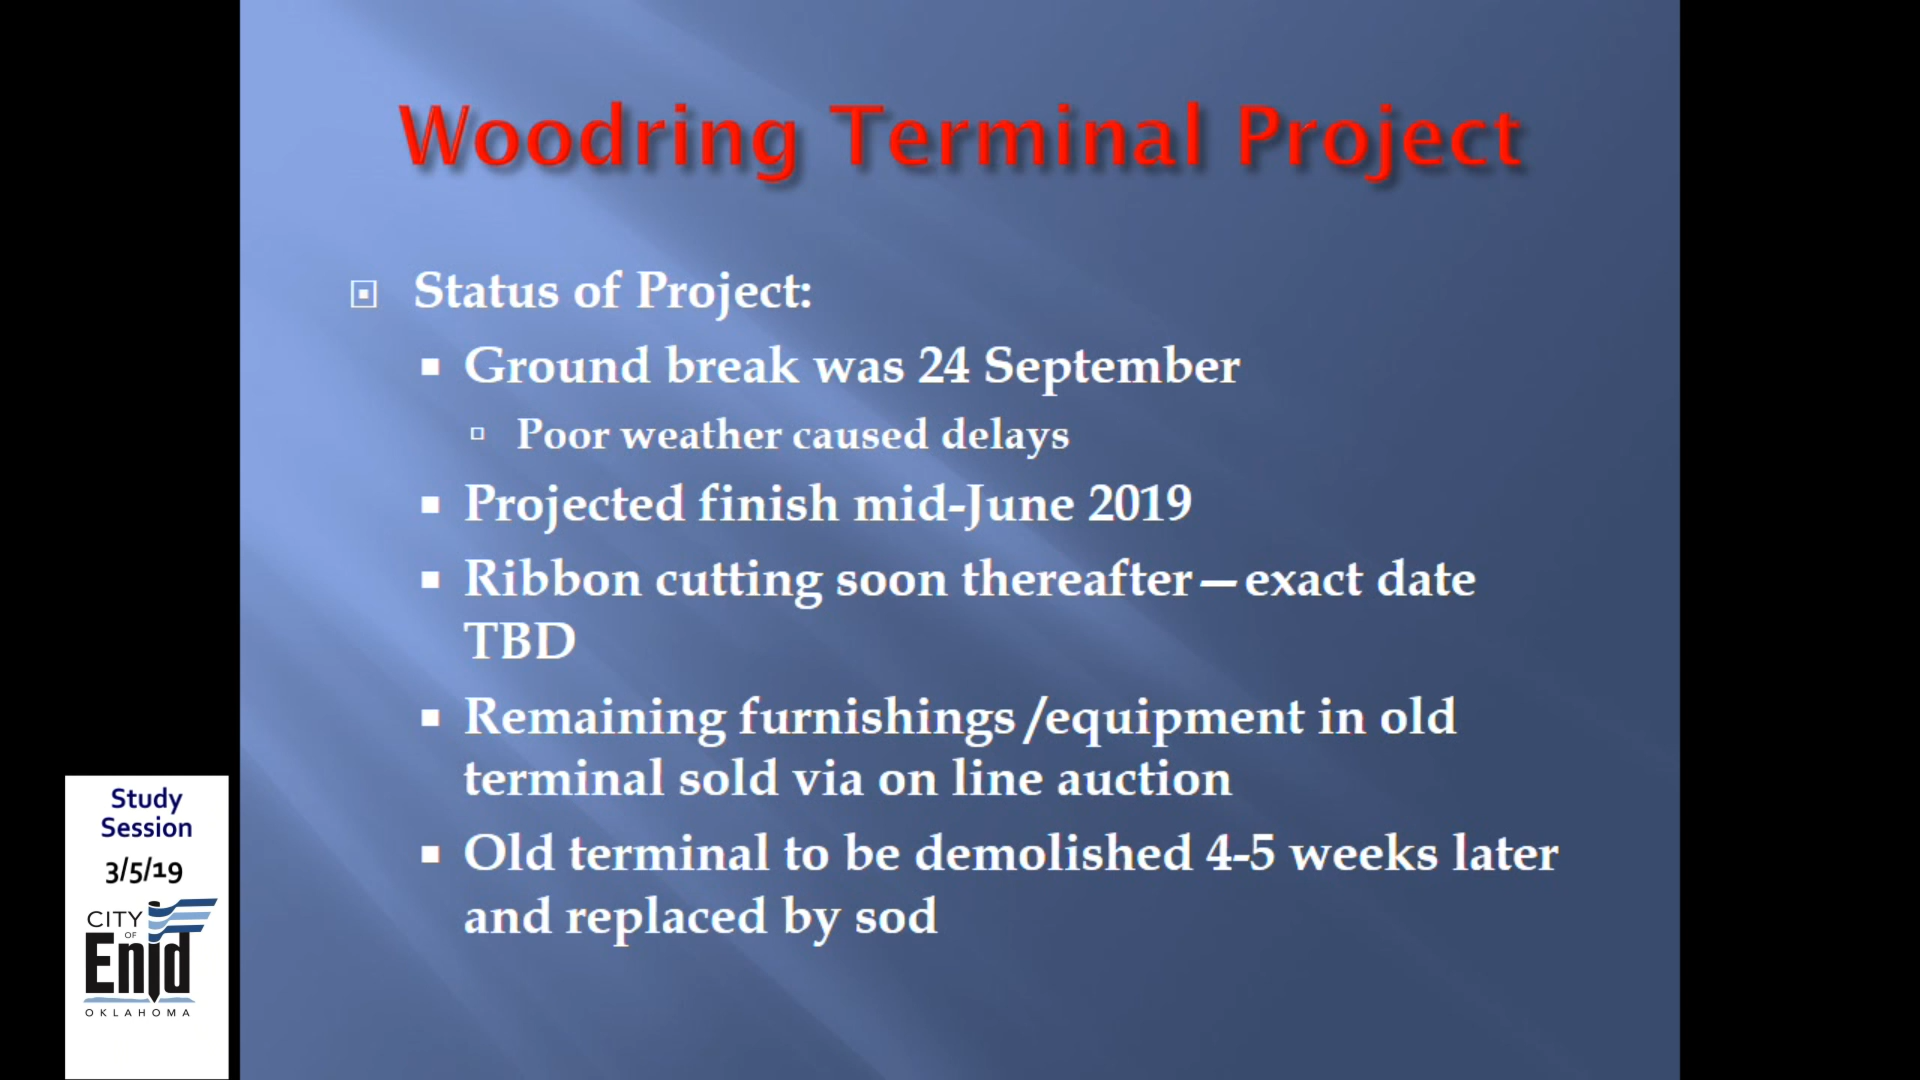 Woodring Terminal Project
Status of Project:
Ground break was 24 September
Poor weather caused delays
Projected finish mid-June 2019
Ribbon cutting soon thereafter—exact date
TBD
Remaining furnishings/equipment in old
terminal sold via on line auction
Old terminal to be demolished 4-5 weeks later
and replaced by sod
Study
Session
3/5/19
CITY
OF
Enid
OKLAHOMA